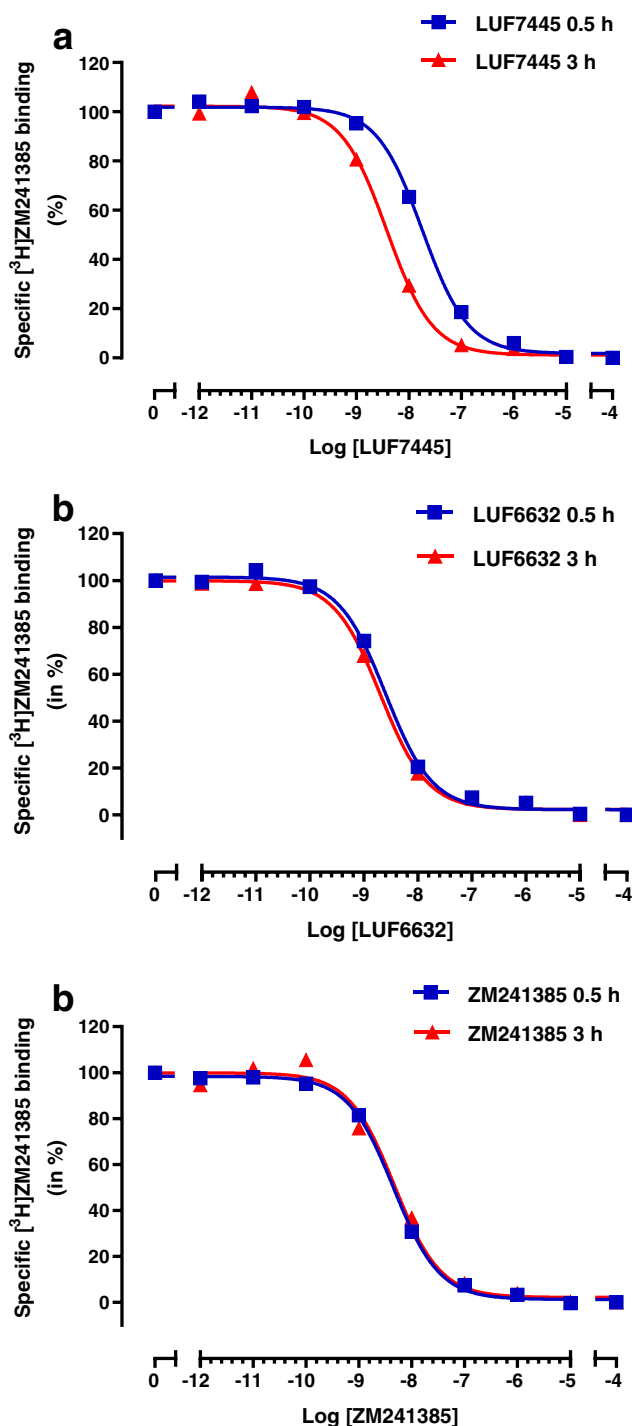 a
LUF7445 0.5 h
LUF7445 3 h
Specific [³H]ZM241385 binding
(%)
120
100
80
60
40
20
0
0 -12 -11 -10 -9 -8 -7 -6 -5 -4
Log [LUF7445]
b
LUF6632 0.5 h
LUF6632 3 h
Specific [³H]ZM241385 binding
(in %)
120
100
80
60
40
20
0
0 -12 -11 -10 -9 -8 -7 -6 -5 -4
Log [LUF6632]
b
ZM241385 0.5 h
ZM241385 3 h
Specific [³H]ZM241385 binding
(in %)
120
100
80
60
40
20
0
0 -12 -11 -10 -9 -8 -7 -6 -5 -4
Log [ZM241385]